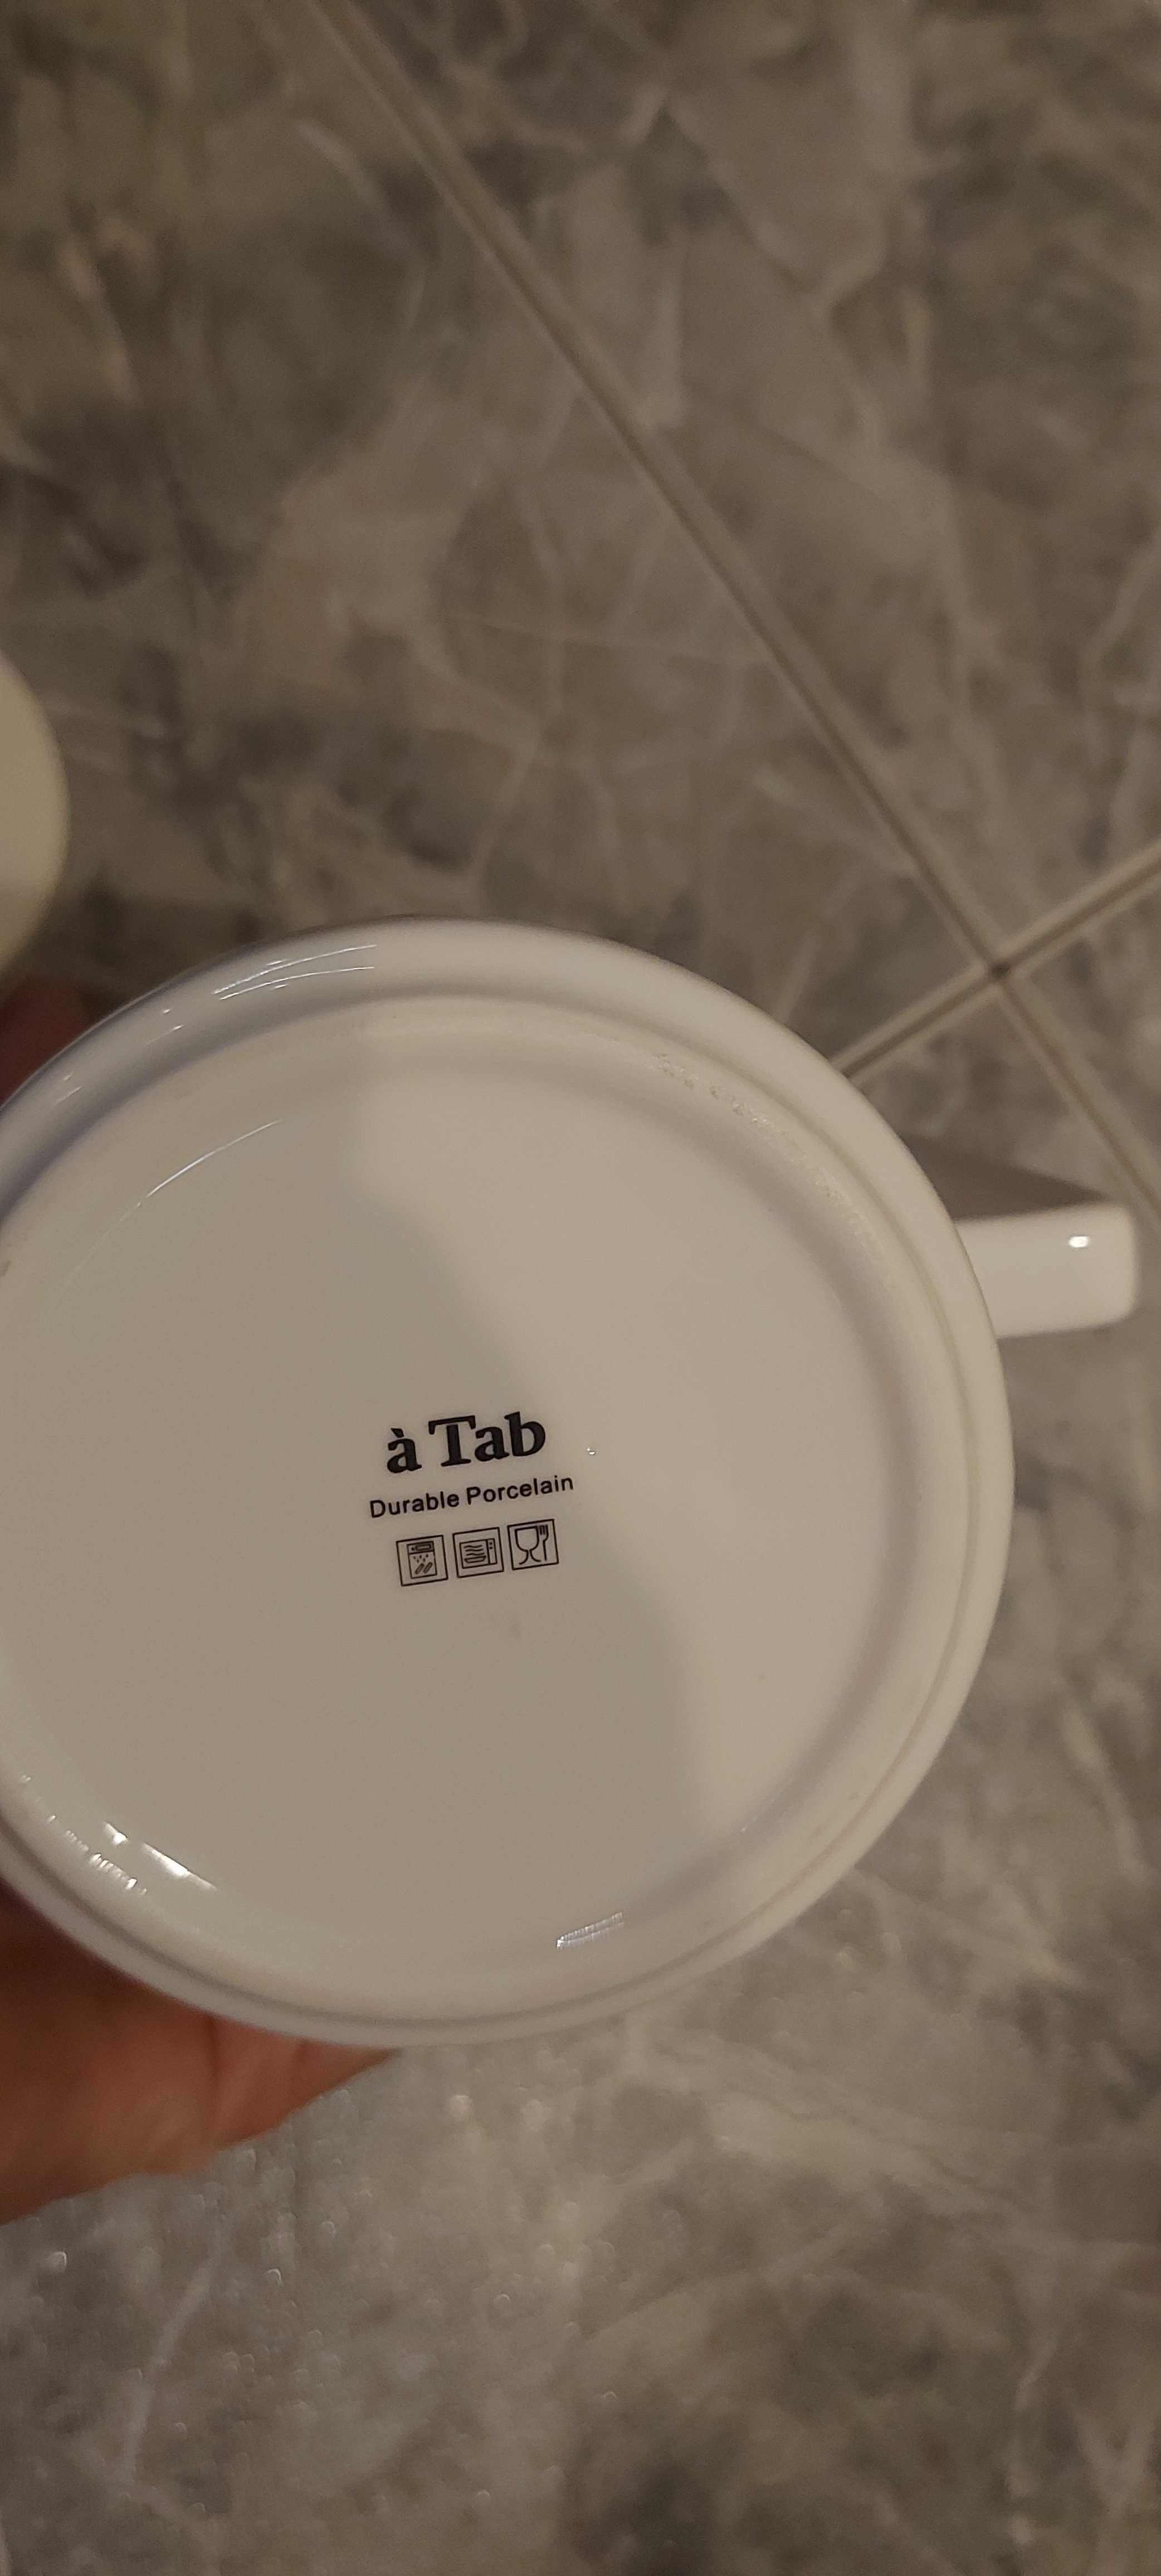 à Tab
Durable Porcelain